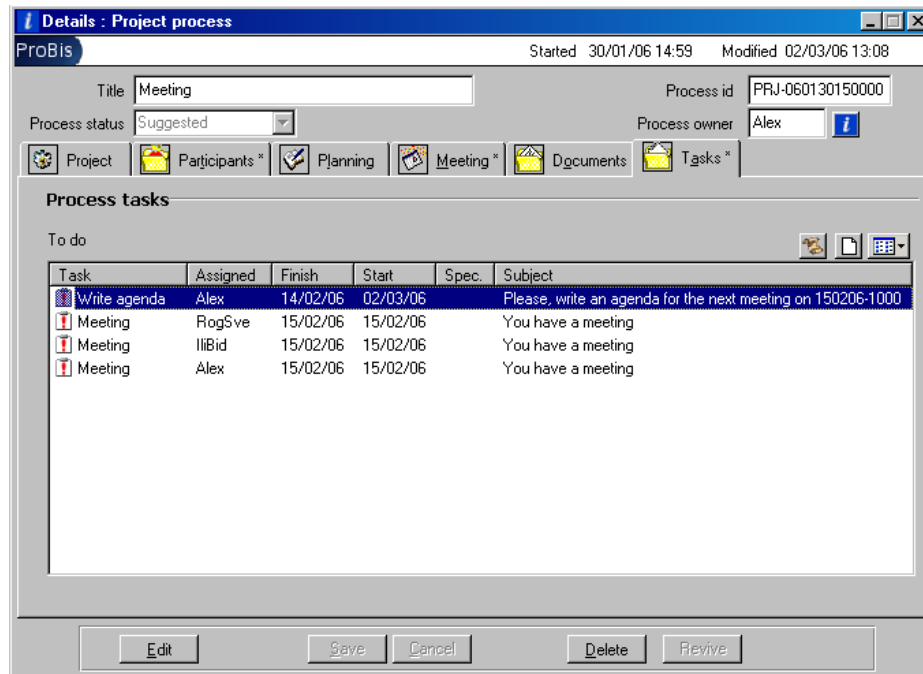 Details : Project process
ProBis Started 30/01/06 14:59 Modified 02/03/06 13:08
Title Meeting Process id PRJ-060130150000
Process status Suggested Process owner Alex i
Project Participants * Planning Meeting * Documents Tasks *
Process tasks
To do
Task Assigned Finish Start Spec. Subject
Write agenda Alex 14/02/06 02/03/06 Please, write an agenda for the next meeting on 150206-1000
Meeting RogSve 15/02/06 15/02/06 You have a meeting
Meeting IliBid 15/02/06 15/02/06 You have a meeting
Meeting Alex 15/02/06 15/02/06 You have a meeting
Edit Save Cancel Delete Revive